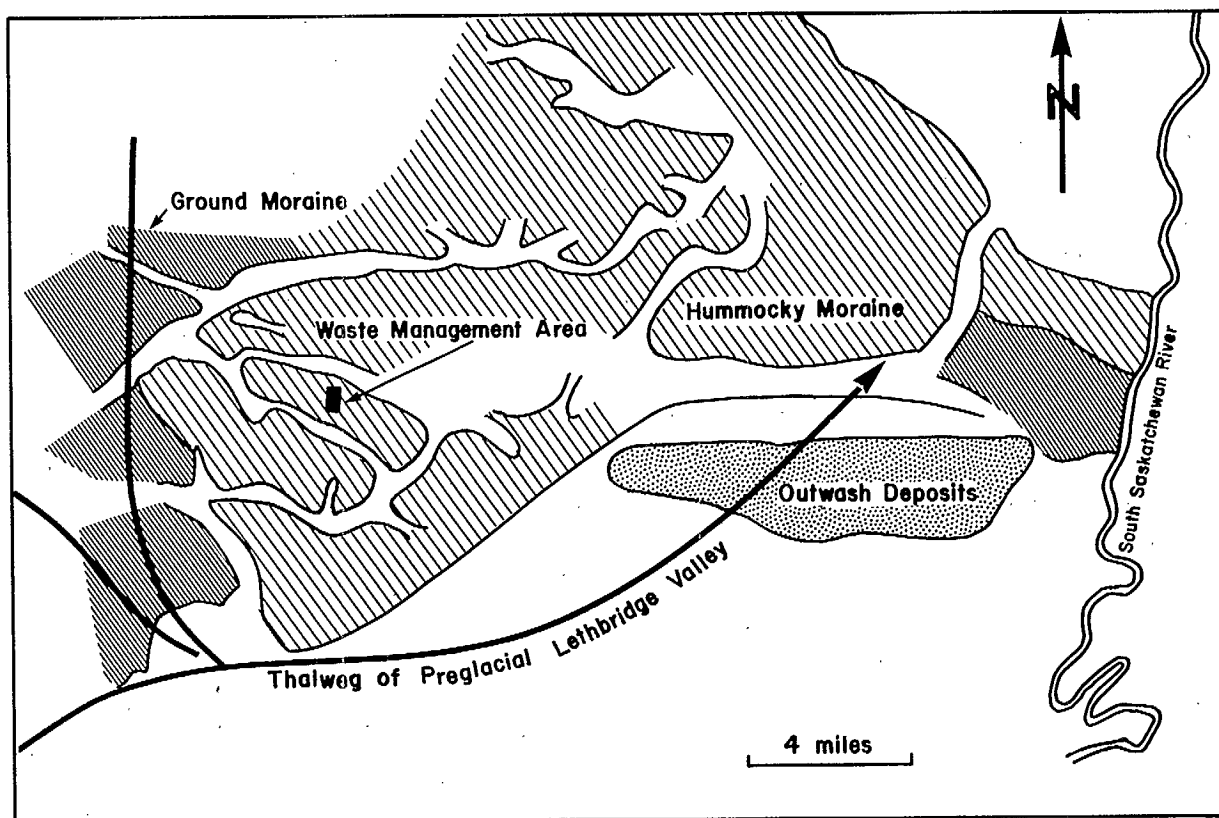 N
Ground Moraine
Waste Management Area
Hummocky Moraine
South Saskatchewan River
Outwash Deposits
Thalweg of Preglacial Lethbridge Valley
4 miles